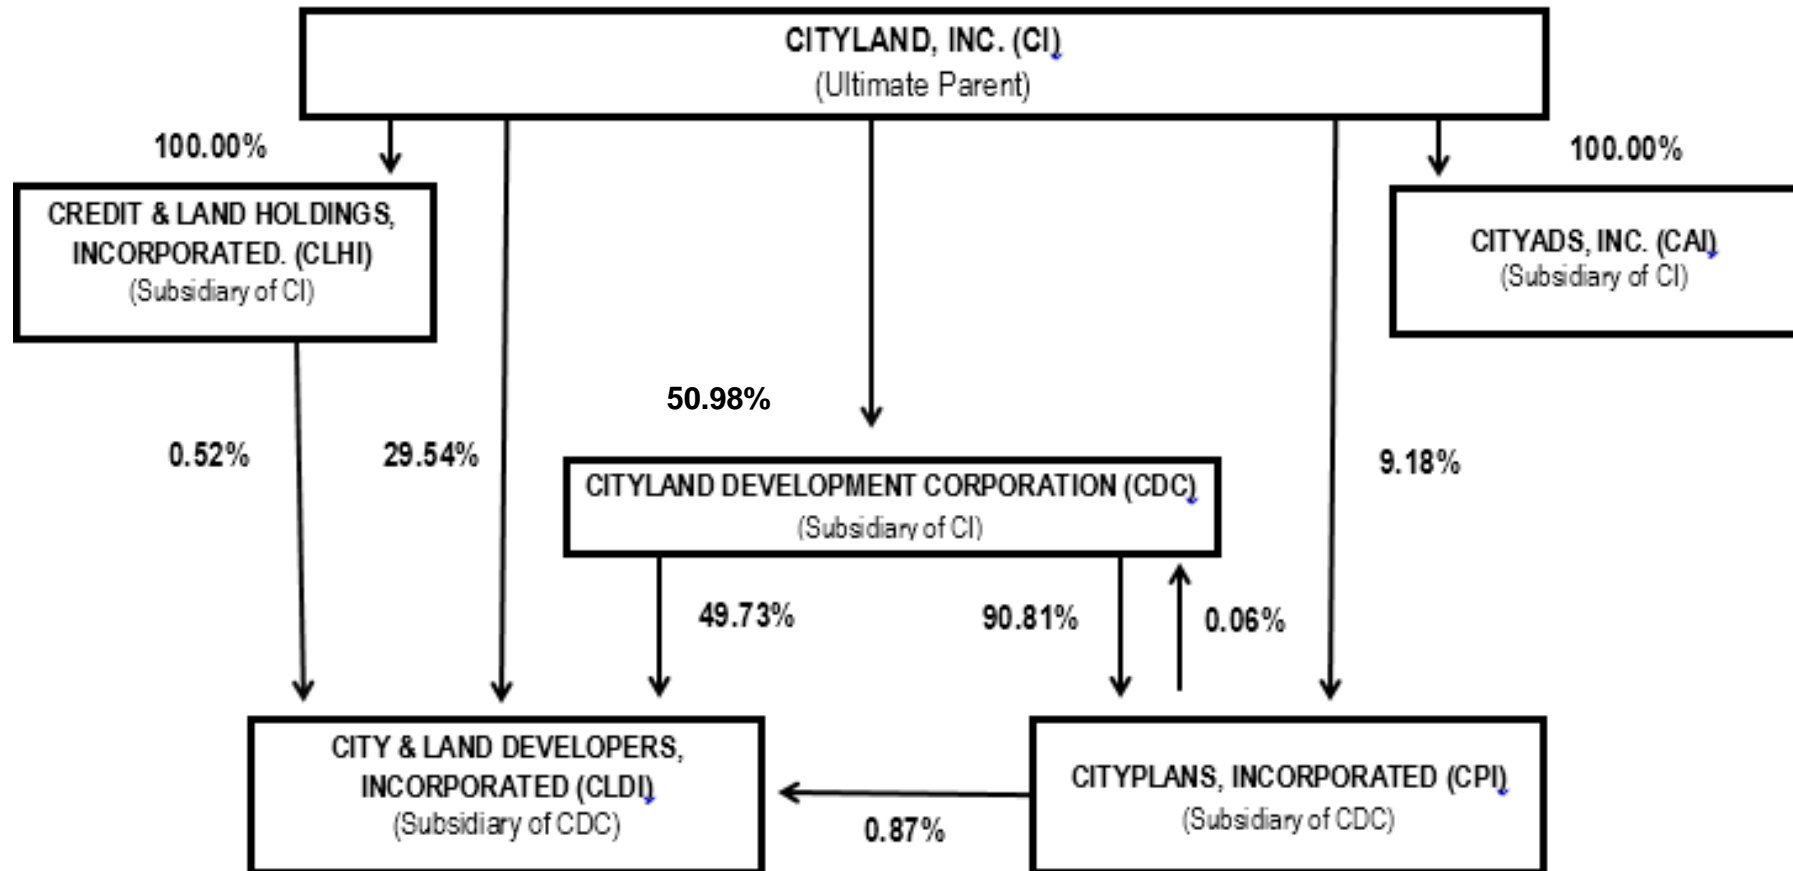 CITYLAND, INC. (CI)
(Ultimate Parent)
100.00%
100.00%
CREDIT & LAND HOLDINGS,
INCORPORATED. (CLHI)
(Subsidiary of CI)
CITYADS, INC. (CAI)
(Subsidiary of CI)
50.98%
0.52%
29.54%
9.18%
CITYLAND DEVELOPMENT CORPORATION (CDC)
(Subsidiary of CI)
49.73%
90.81%
0.06%
CITY & LAND DEVELOPERS,
INCORPORATED (CLDI)
(Subsidiary of CDC)
CITYPLANS, INCORPORATED (CPI)
(Subsidiary of CDC)
0.87%